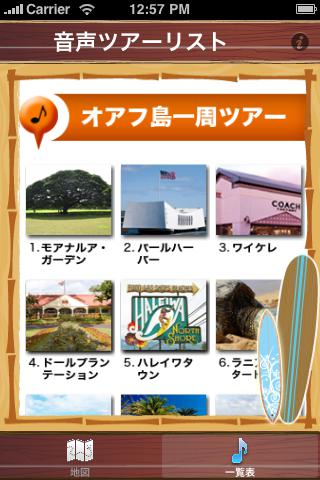 Carrier 12:57 PM
音声ツアーリスト
オアフ島一周ツアー
COACH
1. モアナルア・
ガーデン
2. パールハー
バー
3. ワイケレ
HALEIWA
NORTH
SHORE
4. ドールプラン
テーション
5. ハレイワタ
ウン
6. ラニ
タート
地図
一覧表